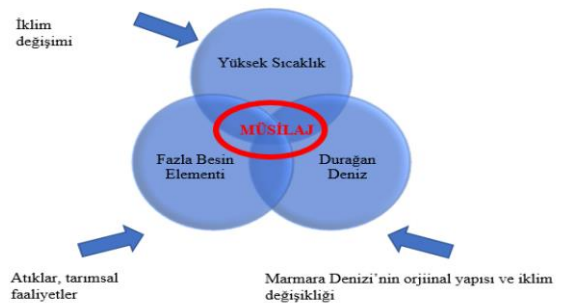 İklim
değişimi
Yüksek Sıcaklık
MÜSİLAJ
Fazla Besin
Elementi
Durağan
Deniz
Atıklar, tarımsal
faaliyetler
Marmara Denizi’nin orjiinal yapısı ve iklim
değişikliği